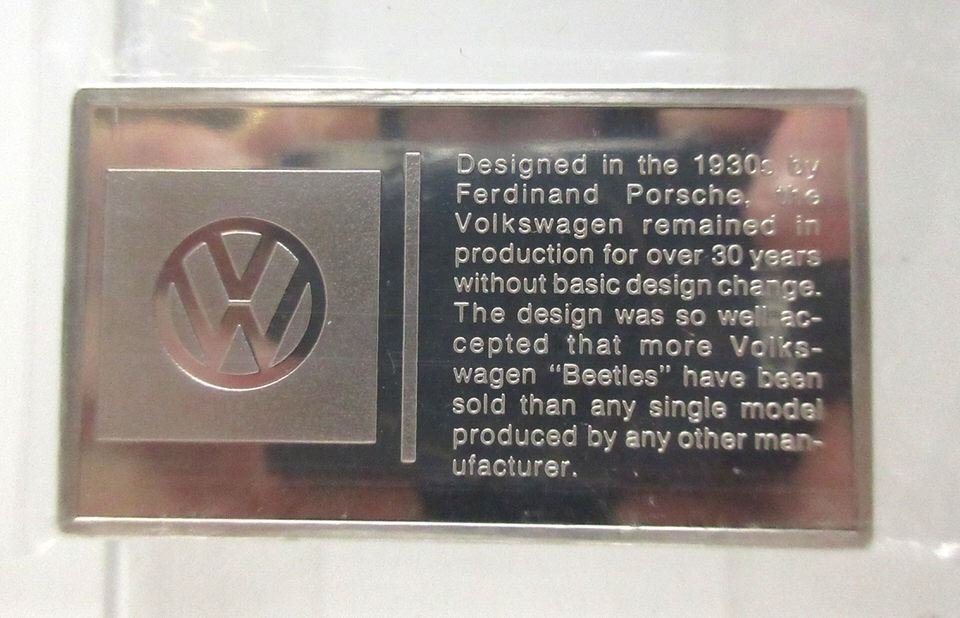 VW
Designed in the 1930s by
Ferdinand Porsche, the
Volkswagen remained in
production for over 30 years
without basic design change.
The design was so well ac-
cepted that more Volks-
wagen “Beetles” have been
sold than any single model
produced by any other man-
ufacturer.